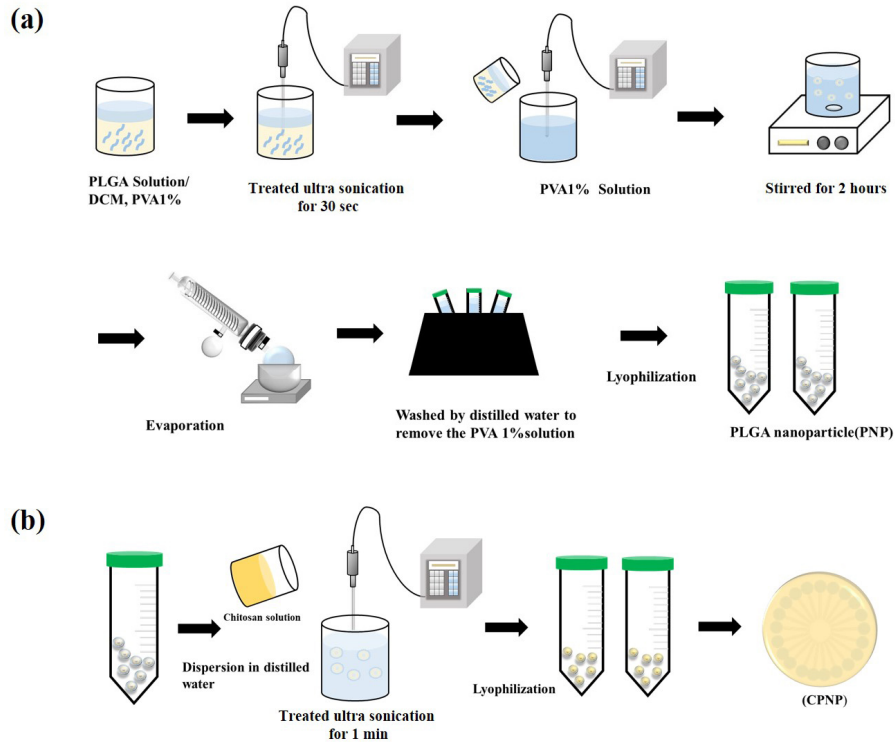 (a)
PLGA Solution/
DCM, PVA1%
Treated ultra sonication
for 30 sec
PVA1% Solution
Stirred for 2 hours
Evaporation
Washed by distilled water to
remove the PVA 1%solution
Lyophilization
PLGA nanoparticle(PNP)
(b)
Chitosan solution
Dispersion in distilled
water
Treated ultra sonication
for 1 min
Lyophilization
(CPNP)